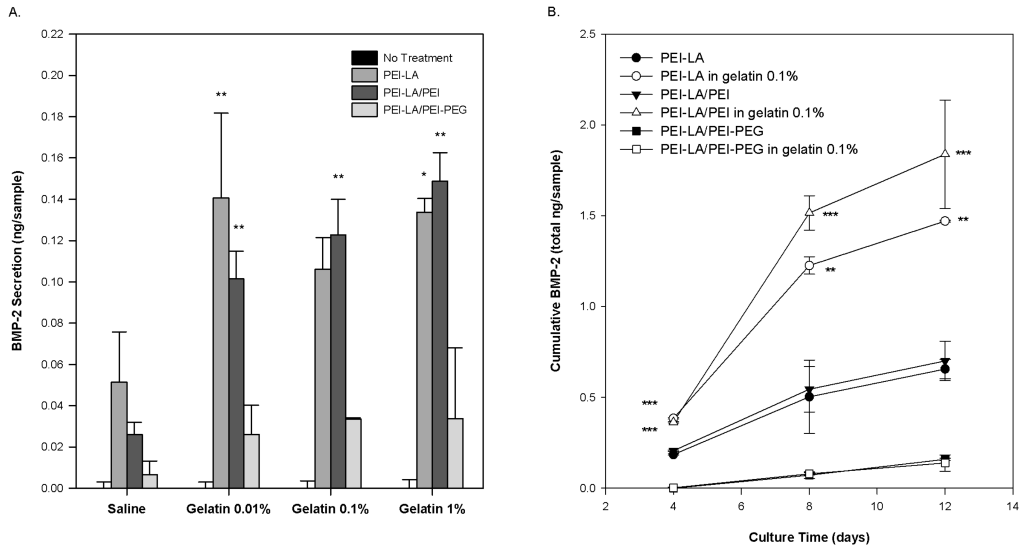 A.
BMP-2 Secretion (ng/sample)
0.22
0.20
0.18
0.16
0.14
0.12
0.10
0.08
0.06
0.04
0.02
0.00
No Treatment
PEI-LA
PEI-LA/PEI
PEI-LA/PEI-PEG
**
**
**
*
**
Saline
Gelatin 0.01%
Gelatin 0.1%
Gelatin 1%
B.
Cumulative BMP-2 (total ng/sample)
2.5
2.0
1.5
1.0
0.5
0.0
PEI-LA
PEI-LA in gelatin 0.1%
PEI-LA/PEI
PEI-LA/PEI in gelatin 0.1%
PEI-LA/PEI-PEG
PEI-LA/PEI-PEG in gelatin 0.1%
***
***
***
**
***
**
2 4 6 8 10 12 14
Culture Time (days)